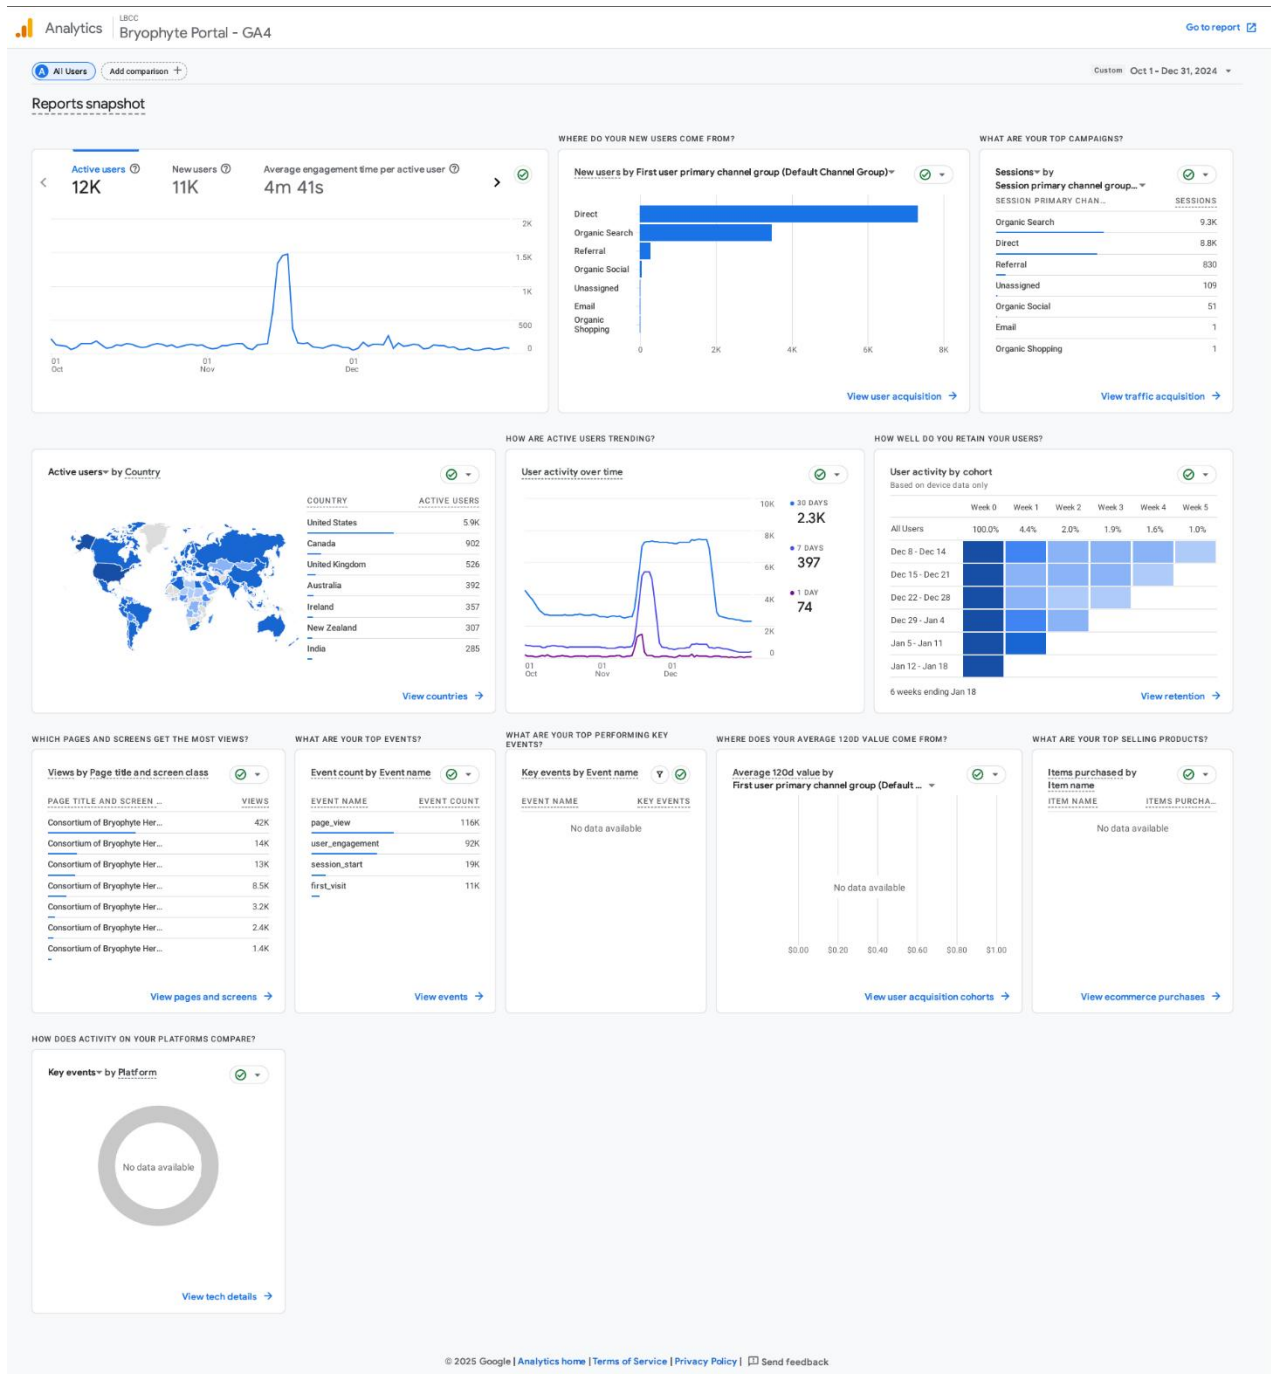 Analytics
LBCC
Bryophyte Portal - GA4
Go to report
A All Users
Add comparison +
Custom Oct 1 - Dec 31, 2024
Reports snapshot
Active users
12K
New users
11K
Average engagement time per active user
4m 41s
2K
1.5K
1K
500
0
01 Oct
01 Nov
01 Dec
WHERE DO YOUR NEW USERS COME FROM?
New users by First user primary channel group (Default Channel Group)
Direct
Organic Search
Referral
Organic Social
Unassigned
Email
Organic
Shopping
0 2K 4K 6K 8K
View user acquisition
WHAT ARE YOUR TOP CAMPAIGNS?
Sessions by
Session primary channel group...
SESSION PRIMARY CHAN... SESSIONS
Organic Search 9.3K
Direct 8.8K
Referral 830
Unassigned 109
Organic Social 51
Email 1
Organic Shopping 1
View traffic acquisition
Active users by Country
COUNTRY ACTIVE USERS
United States 5.9K
Canada 902
United Kingdom 526
Australia 392
Ireland 357
New Zealand 307
India 285
View countries
HOW ARE ACTIVE USERS TRENDING?
User activity over time
10K
8K
6K
4K
2K
0
01 Oct
01 Nov
01 Dec
30 DAYS
2.3K
7 DAYS
397
1 DAY
74
HOW WELL DO YOU RETAIN YOUR USERS?
User activity by cohort
Based on device data only
Week 0 Week 1 Week 2 Week 3 Week 4 Week 5
All Users 100.0% 4.4% 2.0% 1.9% 1.6% 1.0%
Dec 8 - Dec 14
Dec 15 - Dec 21
Dec 22 - Dec 28
Dec 29 - Jan 4
Jan 5 - Jan 11
Jan 12 - Jan 18
6 weeks ending Jan 18
View retention
WHICH PAGES AND SCREENS GET THE MOST VIEWS?
Views by Page title and screen class
PAGE TITLE AND SCREEN ... VIEWS
Consortium of Bryophyte Her... 42K
Consortium of Bryophyte Her... 14K
Consortium of Bryophyte Her... 13K
Consortium of Bryophyte Her... 8.5K
Consortium of Bryophyte Her... 3.2K
Consortium of Bryophyte Her... 2.4K
Consortium of Bryophyte Her... 1.4K
View pages and screens
WHAT ARE YOUR TOP EVENTS?
Event count by Event name
EVENT NAME EVENT COUNT
page_view 116K
user_engagement 92K
session_start 19K
first_visit 11K
View events
WHAT ARE YOUR TOP PERFORMING KEY
EVENTS?
Key events by Event name
EVENT NAME KEY EVENTS
No data available
WHERE DOES YOUR AVERAGE 120D VALUE COME FROM?
Average 120d value by
First user primary channel group (Default ...
No data available
$0.00 $0.20 $0.40 $0.60 $0.80 $1.00
View user acquisition cohorts
WHAT ARE YOUR TOP SELLING PRODUCTS?
Items purchased by
Item name
ITEM NAME ITEMS PURCHA...
No data available
View ecommerce purchases
HOW DOES ACTIVITY ON YOUR PLATFORMS COMPARE?
Key events by Platform
No data available
View tech details
© 2025 Google | Analytics home | Terms of Service | Privacy Policy | Send feedback